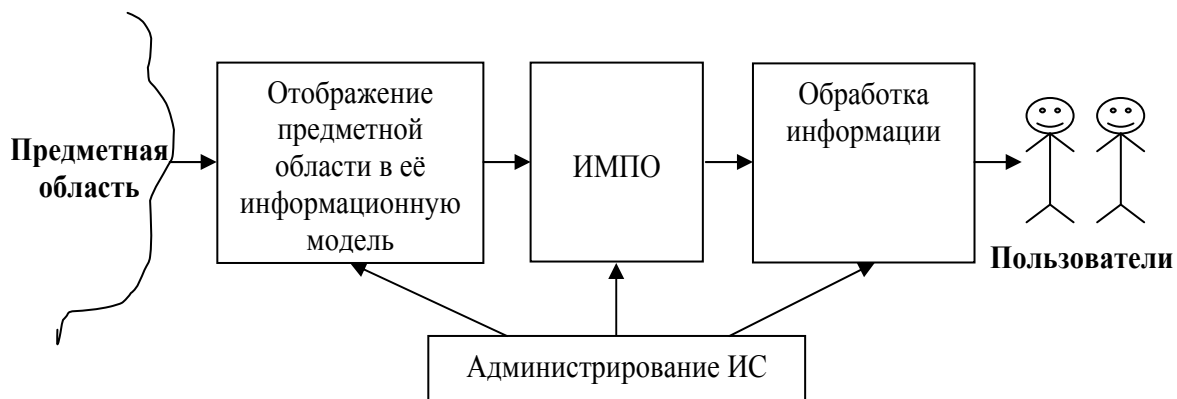 Предметная
область
Отображение
предметной
области в её
информационную
модель
ИМПО
Обработка
информации
Пользователи
Администрирование ИС